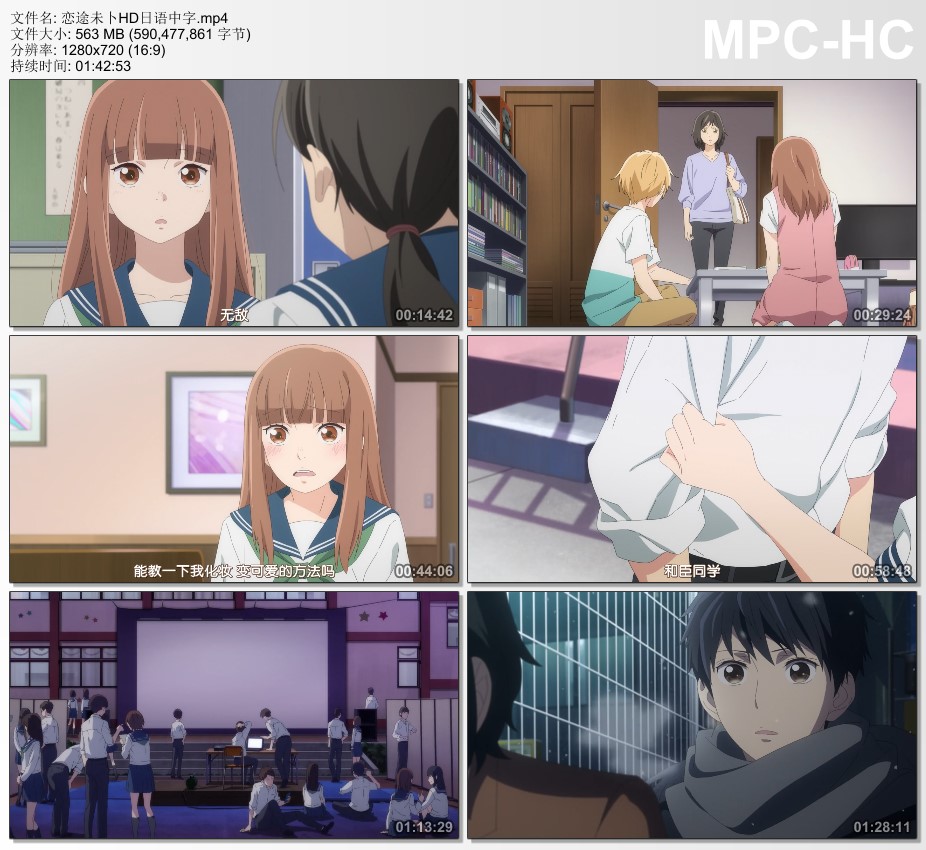 文件名: 恋途未卜HD日语中字.mp4
文件大小: 563 MB (590,477,861 字节)
分辨率: 1280x720 (16:9)
持续时间: 01:42:53
MPC-HC
无敌
00:14:42
00:29:24
能教一下我化妆 变可爱的方法吗
00:44:06
和臣同学
00:58:48
01:13:29
01:28:11